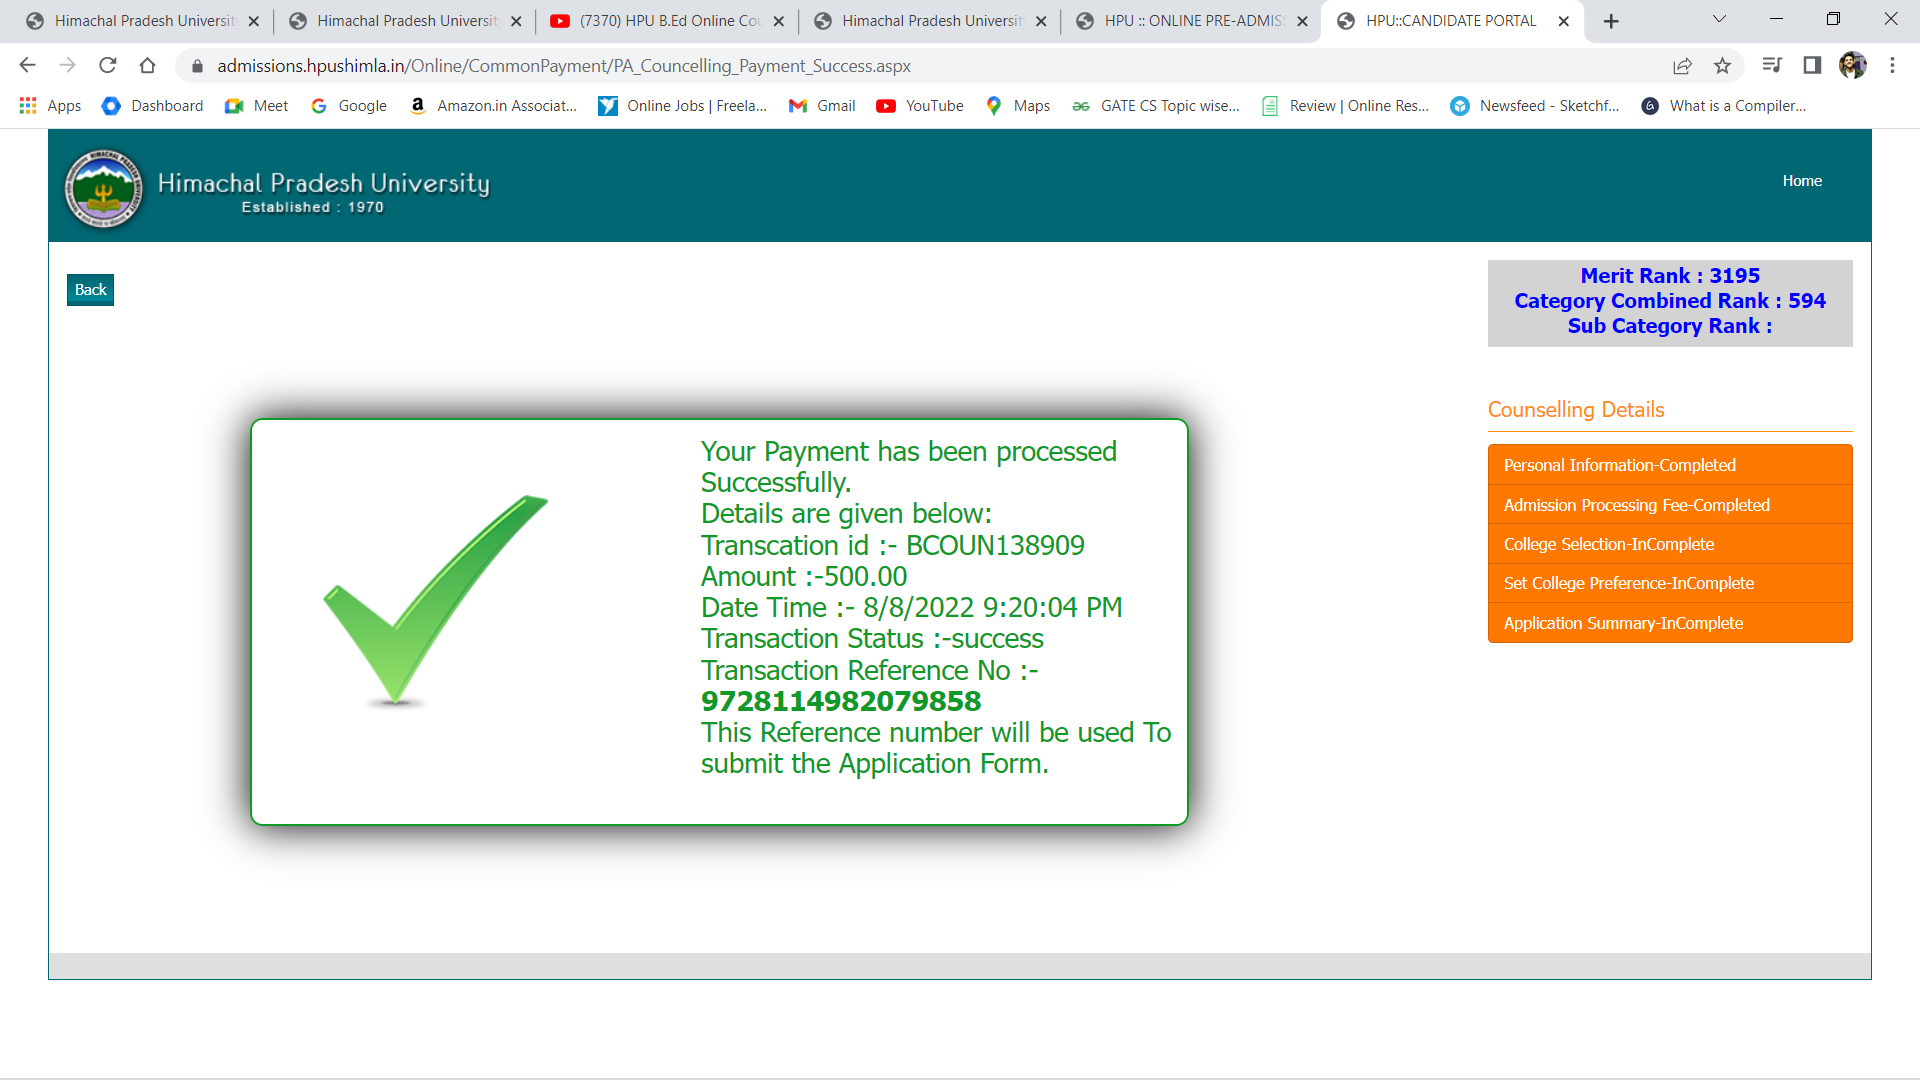 Himachal Pradesh Universit
Himachal Pradesh Universit
(7370) HPU B.Ed Online Cou
Himachal Pradesh Universit
HPU :: ONLINE PRE-ADMIS
HPU::CANDIDATE PORTAL
admissions.hpushimla.in/Online/CommonPayment/PA_Councelling_Payment_Success.aspx
Apps
Dashboard
Meet
Google
Amazon.in Associat...
Online Jobs | Freela...
Gmail
YouTube
Maps
GATE CS Topic wise...
Review | Online Res...
Newsfeed - Sketchf...
What is a Compiler...
Himachal Pradesh University
Established : 1970
Home
Back
Merit Rank : 3195
Category Combined Rank : 594
Sub Category Rank :
Your Payment has been processed
Successfully.
Details are given below:
Transcation id :- BCOUN138909
Amount :-500.00
Date Time :- 8/8/2022 9:20:04 PM
Transaction Status :-success
Transaction Reference No :-
9728114982079858
This Reference number will be used To
submit the Application Form.
Counselling Details
Personal Information-Completed
Admission Processing Fee-Completed
College Selection-InComplete
Set College Preference-InComplete
Application Summary-InComplete